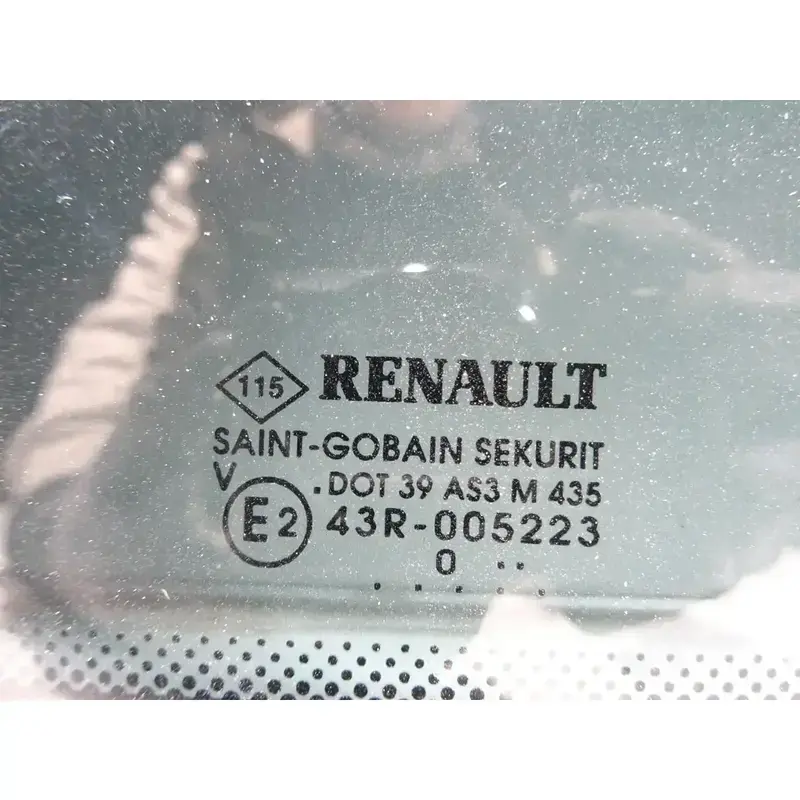 115 RENAULT
SAINT-GOBAIN SEKURIT
V .DOT 39 AS3 M 435
E2 43R-005223
0 ..
. .. . ..